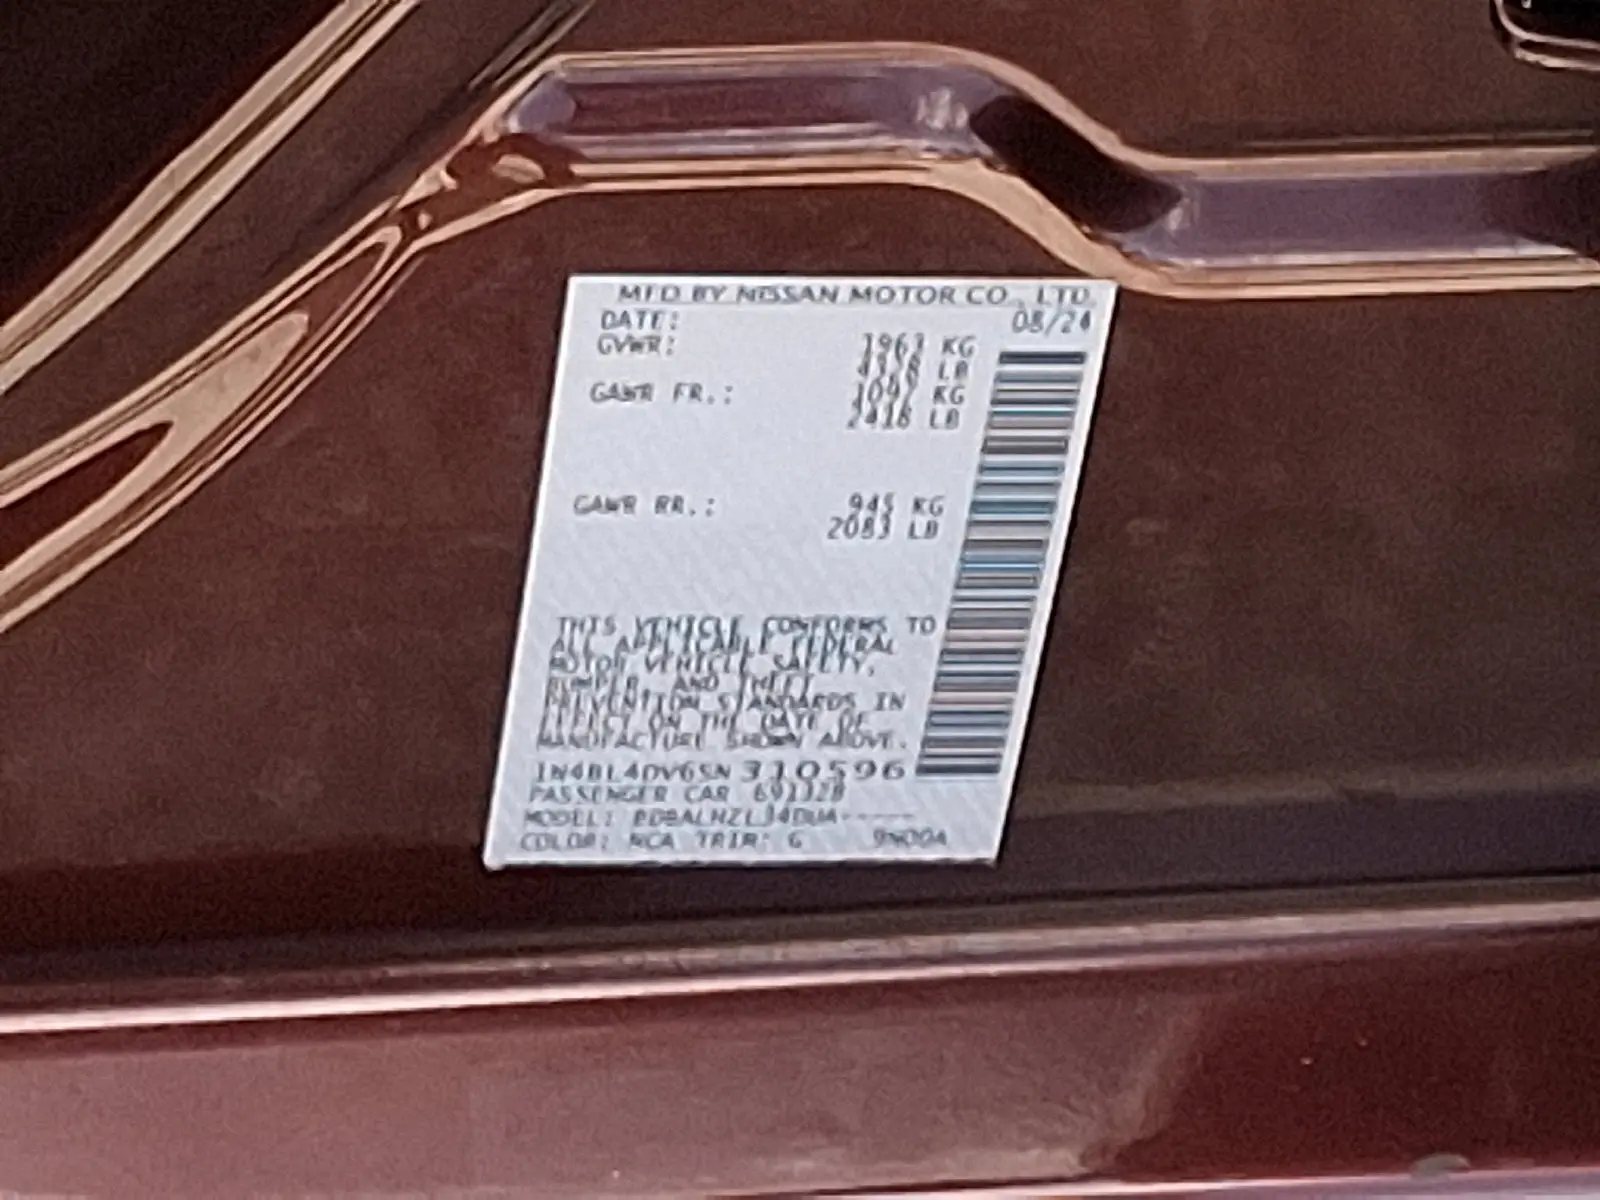 MFD BY NISSAN MOTOR CO., LTD.
DATE: 08/24
GVWR: 1963 KG
4328 LB
GAWR FR.: 1097 KG
2418 LB
GAWR RR.: 945 KG
2083 LB
THIS VEHICLE CONFORMS TO
ALL APPLICABLE FEDERAL
MOTOR VEHICLE SAFETY,
BUMPER, AND THEFT
PREVENTION STANDARDS IN
EFFECT ON THE DATE OF
MANUFACTURE SHOWN ABOVE.
1N4BL4DV6SN310596
PASSENGER CAR
MODEL:
COLOR: NCA TRIM: G